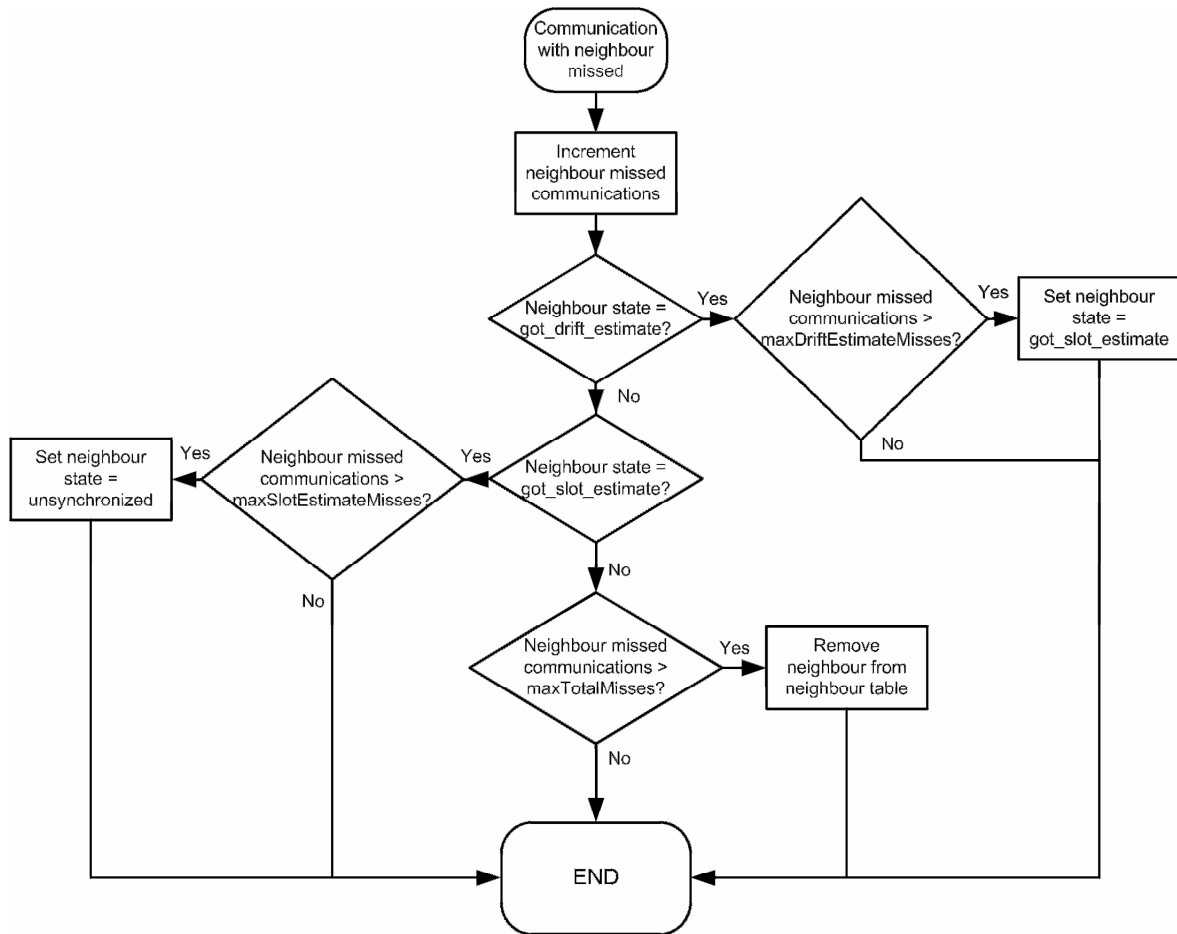 Communication
with neighbour
missed
Increment
neighbour missed
communications
Neighbour state =
got_drift_estimate?
Yes
Neighbour missed
communications >
maxDriftEstimateMisses?
Yes
Set neighbour
state =
got_slot_estimate
No
No
Neighbour state =
got_slot_estimate?
Yes
Neighbour missed
communications >
maxSlotEstimateMisses?
Yes
Set neighbour
state =
unsynchronized
No
No
Neighbour missed
communications >
maxTotalMisses?
Yes
Remove
neighbour from
neighbour table
No
END